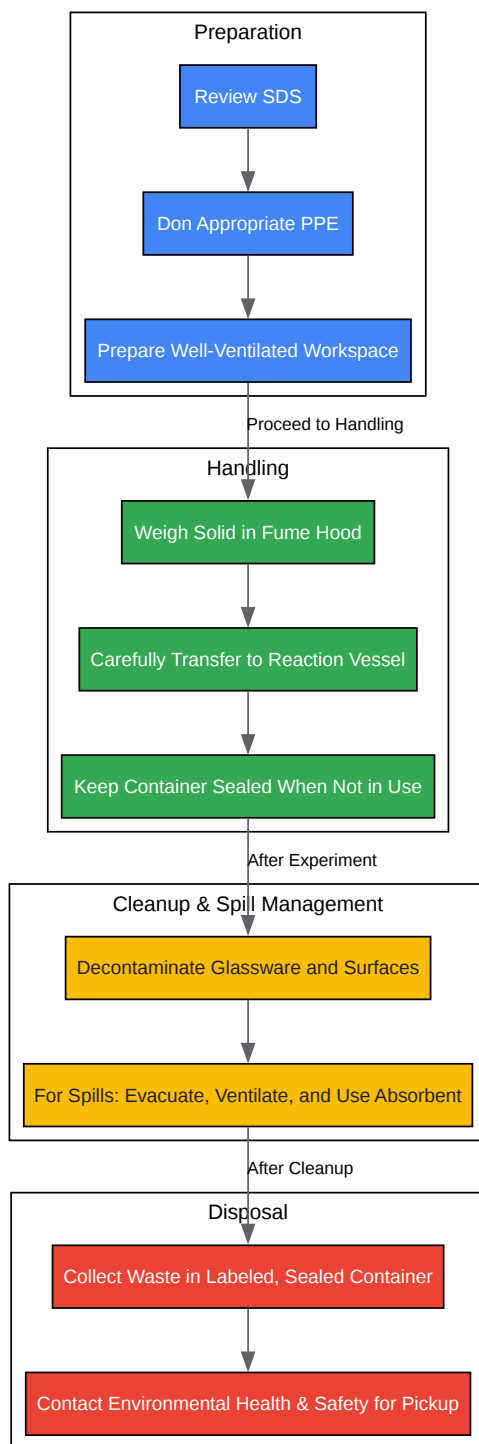 Preparation
Review SDS
Don Appropriate PPE
Prepare Well-Ventilated Workspace
Proceed to Handling
Handling
Weigh Solid in Fume Hood
Carefully Transfer to Reaction Vessel
Keep Container Sealed When Not in Use
After Experiment
Cleanup & Spill Management
Decontaminate Glassware and Surfaces
For Spills: Evacuate, Ventilate, and Use Absorbent
After Cleanup
Disposal
Collect Waste in Labeled, Sealed Container
Contact Environmental Health & Safety for Pickup